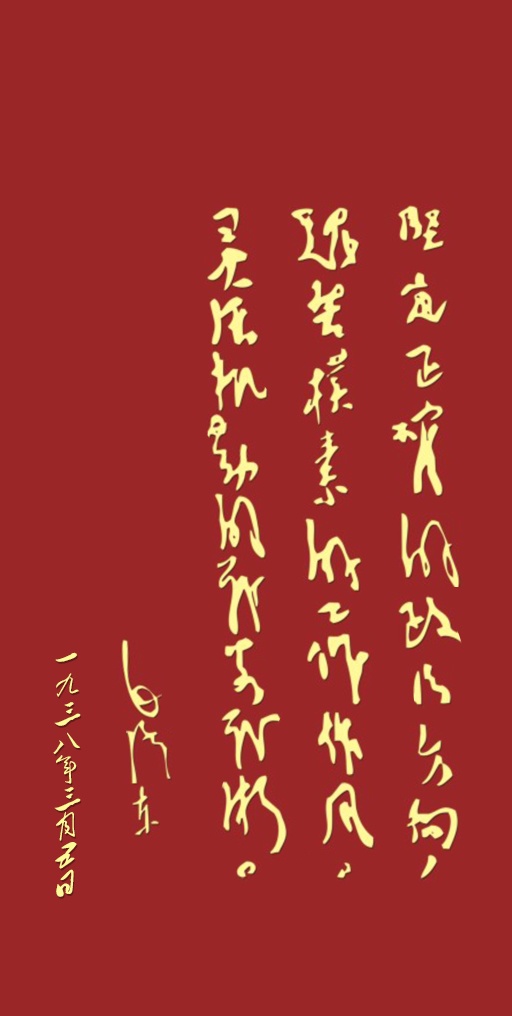 坚定正确的政治方向，
艰苦朴素的工作作风。
灵活机动的战略战术。
毛泽东
一九三八年三月五日